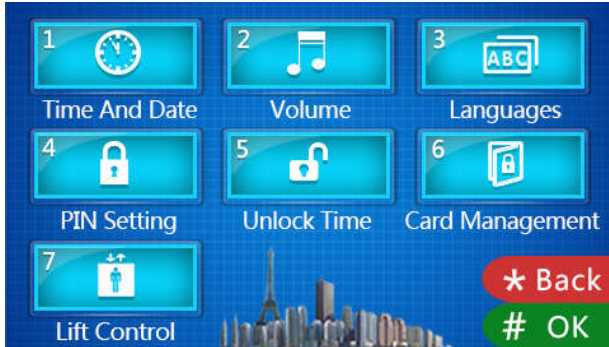 1 2 3 ABC
Time And Date Volume Languages
4 5 6
PIN Setting Unlock Time Card Management
7
* Back
Lift Control # OK